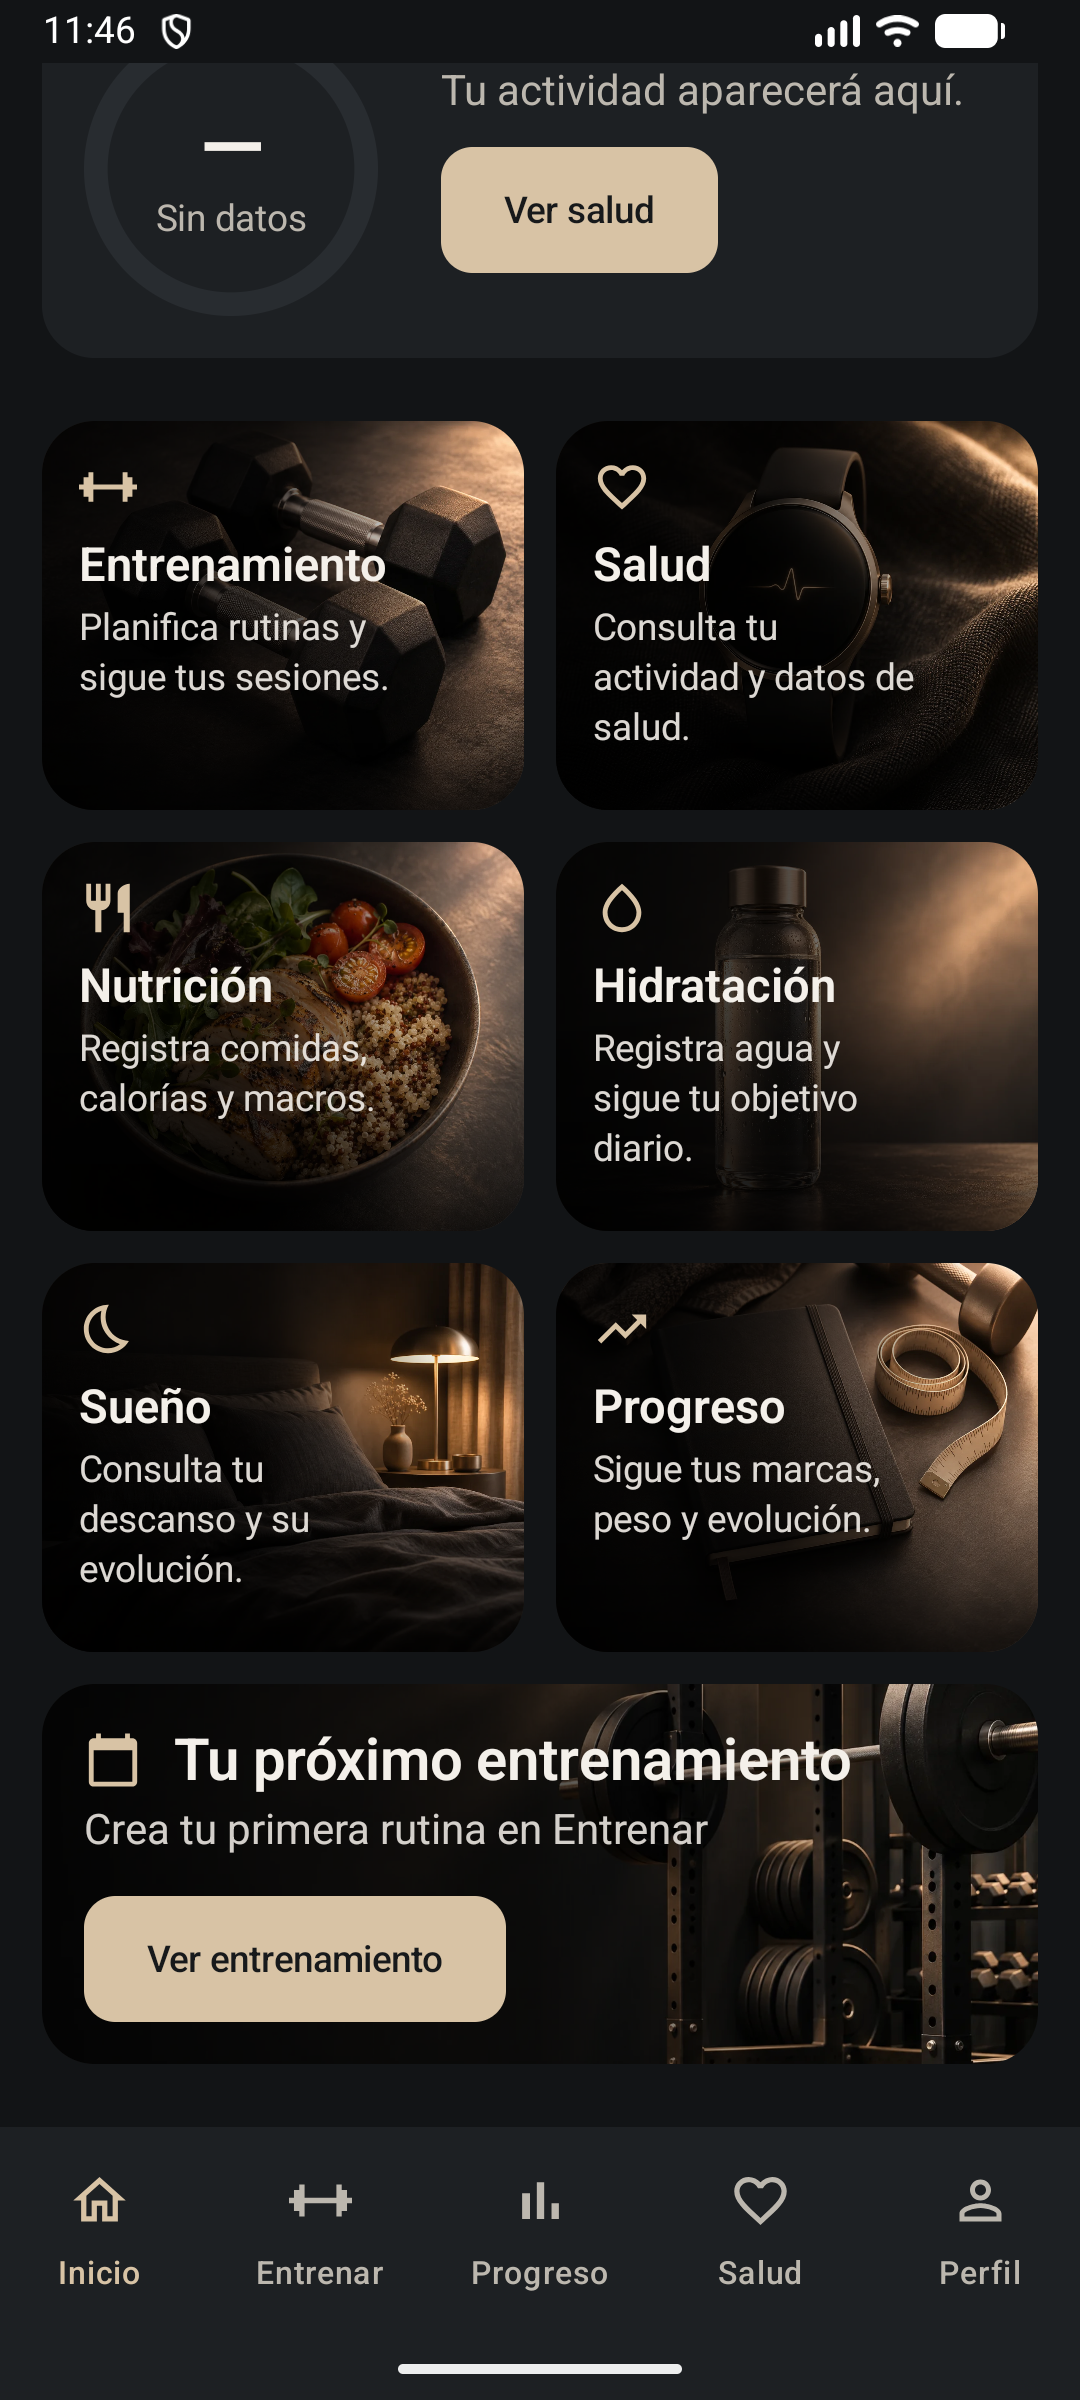 11:46
Tu actividad aparecerá aquí.
–
Sin datos
Ver salud
Entrenamiento
Planifica rutinas y
sigue tus sesiones.
Salud
Consulta tu
actividad y datos de
salud.
Nutrición
Registra comidas,
calorías y macros.
Hidratación
Registra agua y
sigue tu objetivo
diario.
Sueño
Consulta tu
descanso y su
evolución.
Progreso
Sigue tus marcas,
peso y evolución.
Tu próximo entrenamiento
Crea tu primera rutina en Entrenar
Ver entrenamiento
Inicio
Entrenar
Progreso
Salud
Perfil